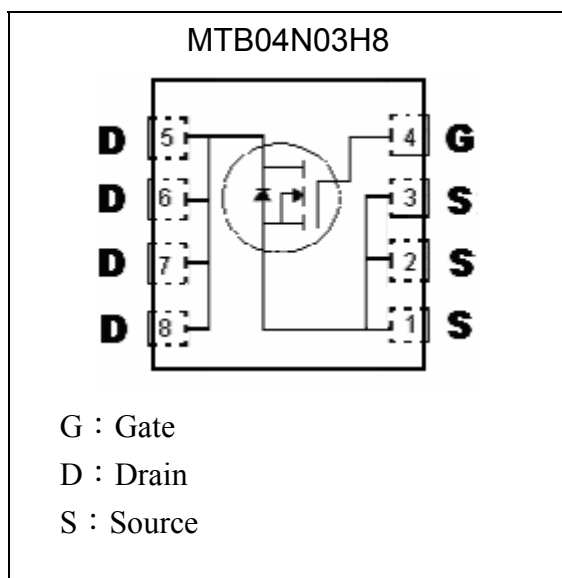 MTB04N03H8
D 5 4 G
D 6 3 S
D 7 2 S
D 8 1 S
G：Gate
D：Drain
S：Source